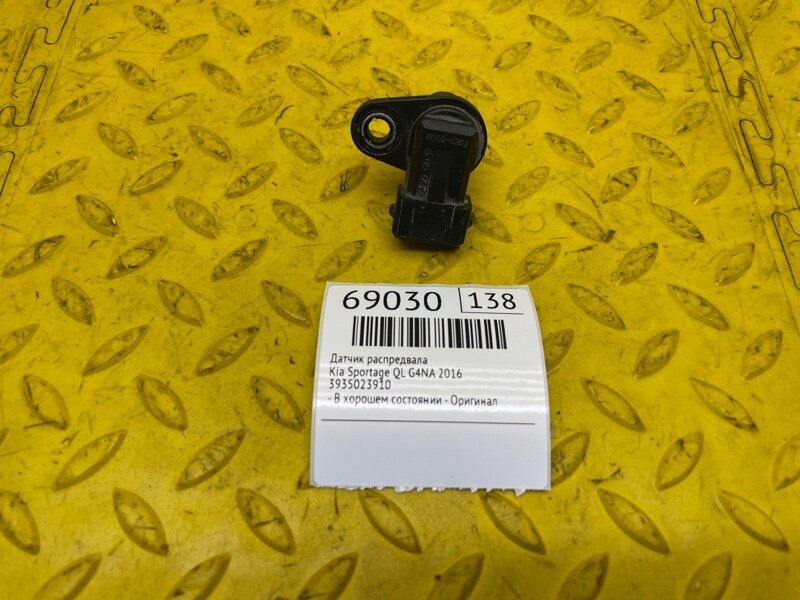 69030 138
Датчик распредвала
Kia Sportage QL G4NA 2016
3935023910
- В хорошем состоянии - Оригинал